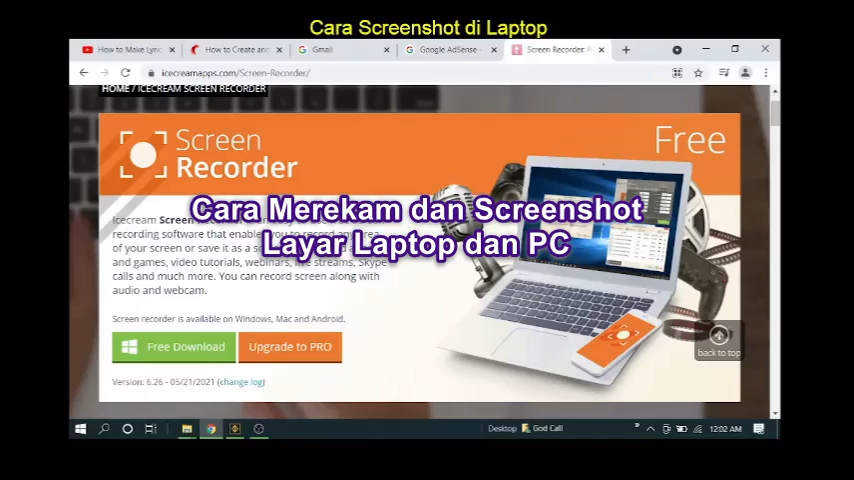 Cara Screenshot di Laptop
How to Make Lync
How to Create and
Gmail
Google AdSense -
Screen Recorder: F
icecreamapps.com/Screen-Recorder/
HOME / ICECREAM SCREEN RECORDER
Screen
Recorder
Free
Cara Merekam dan Screenshot
Layar Laptop dan PC
Icecream Screen
recording software that enable you to record any area
of your screen or save it as a
and games, video tutorials, webinars, live streams, Skype
calls and much more. You can record screen along with
audio and webcam.
Screen recorder is available on Windows, Mac and Android.
Free Download
Upgrade to PRO
back to top
Version: 6.26 - 05/21/2021 (change log)
Desktop
God Call
12:02 AM